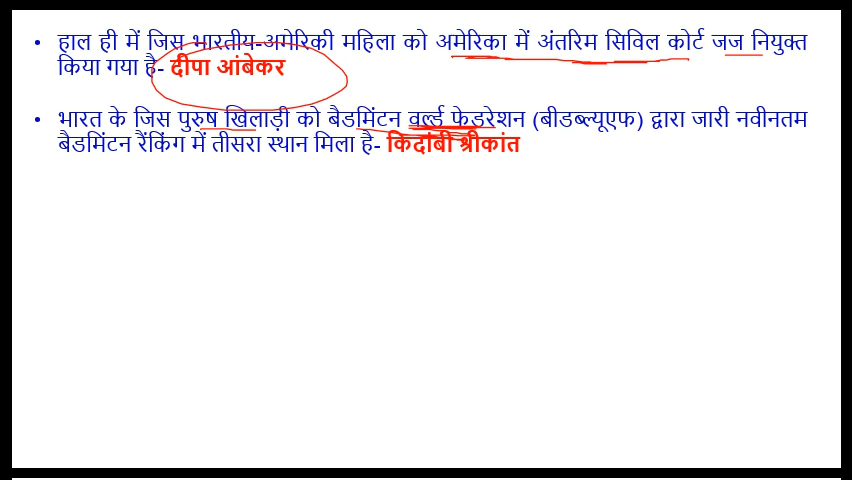 • हाल ही में जिस भारतीय-अमेरिकी महिला को अमेरिका में अंतरिम सिविल कोर्ट जज नियुक्त
किया गया है- दीपा आंबेकर
• भारत के जिस पुरुष खिलाड़ी को बैडमिंटन वर्ल्ड फेडरेशन (बीडब्ल्यूएफ) द्वारा जारी नवीनतम
बैडमिंटन रैंकिंग में तीसरा स्थान मिला है- किदांबी श्रीकांत